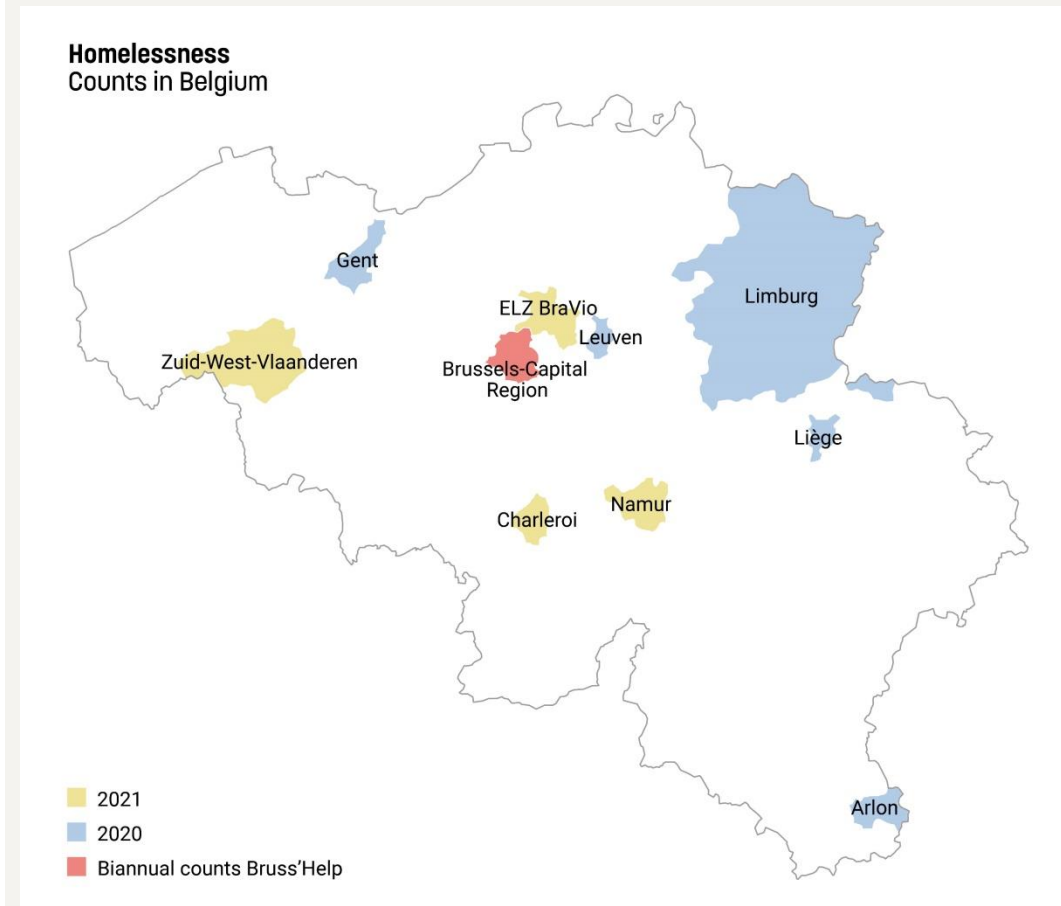 Homelessness
Counts in Belgium
Gent
ELZ BraVio
Limburg
Leuven
Zuid-West-Vlaanderen
Brussels-Capital
Region
Liège
Namur
Charleroi
Arlon
2021
2020
Biannual counts Bruss'Help